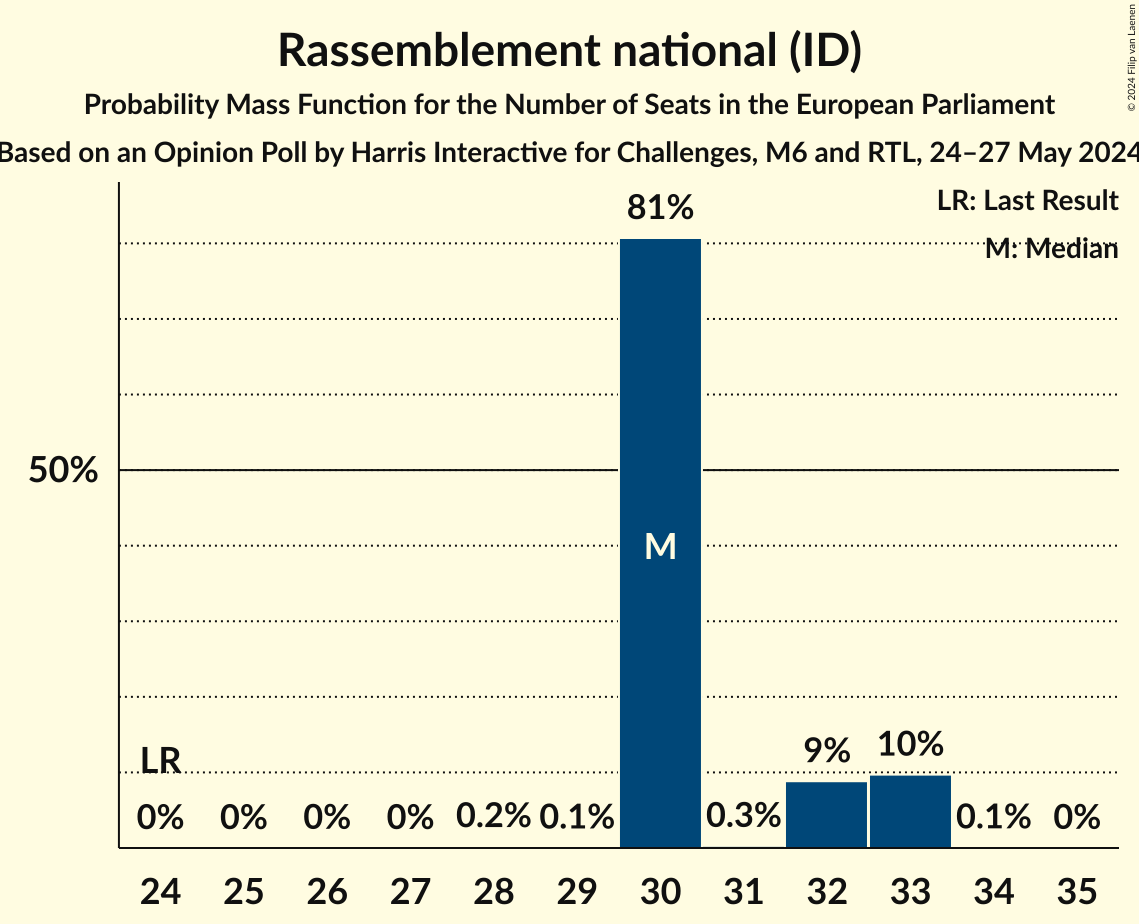 © 2024 Filip van Laenen
Rassemblement national (ID)
Probability Mass Function for the Number of Seats in the European Parliament
Based on an Opinion Poll by Harris Interactive for Challenges, M6 and RTL, 24–27 May 2024
LR: Last Result
M: Median
81%
50%
M
LR
9%
10%
0%
0%
0%
0%
0.2%
0.1%
0.3%
0.1%
0%
24 25 26 27 28 29 30 31 32 33 34 35